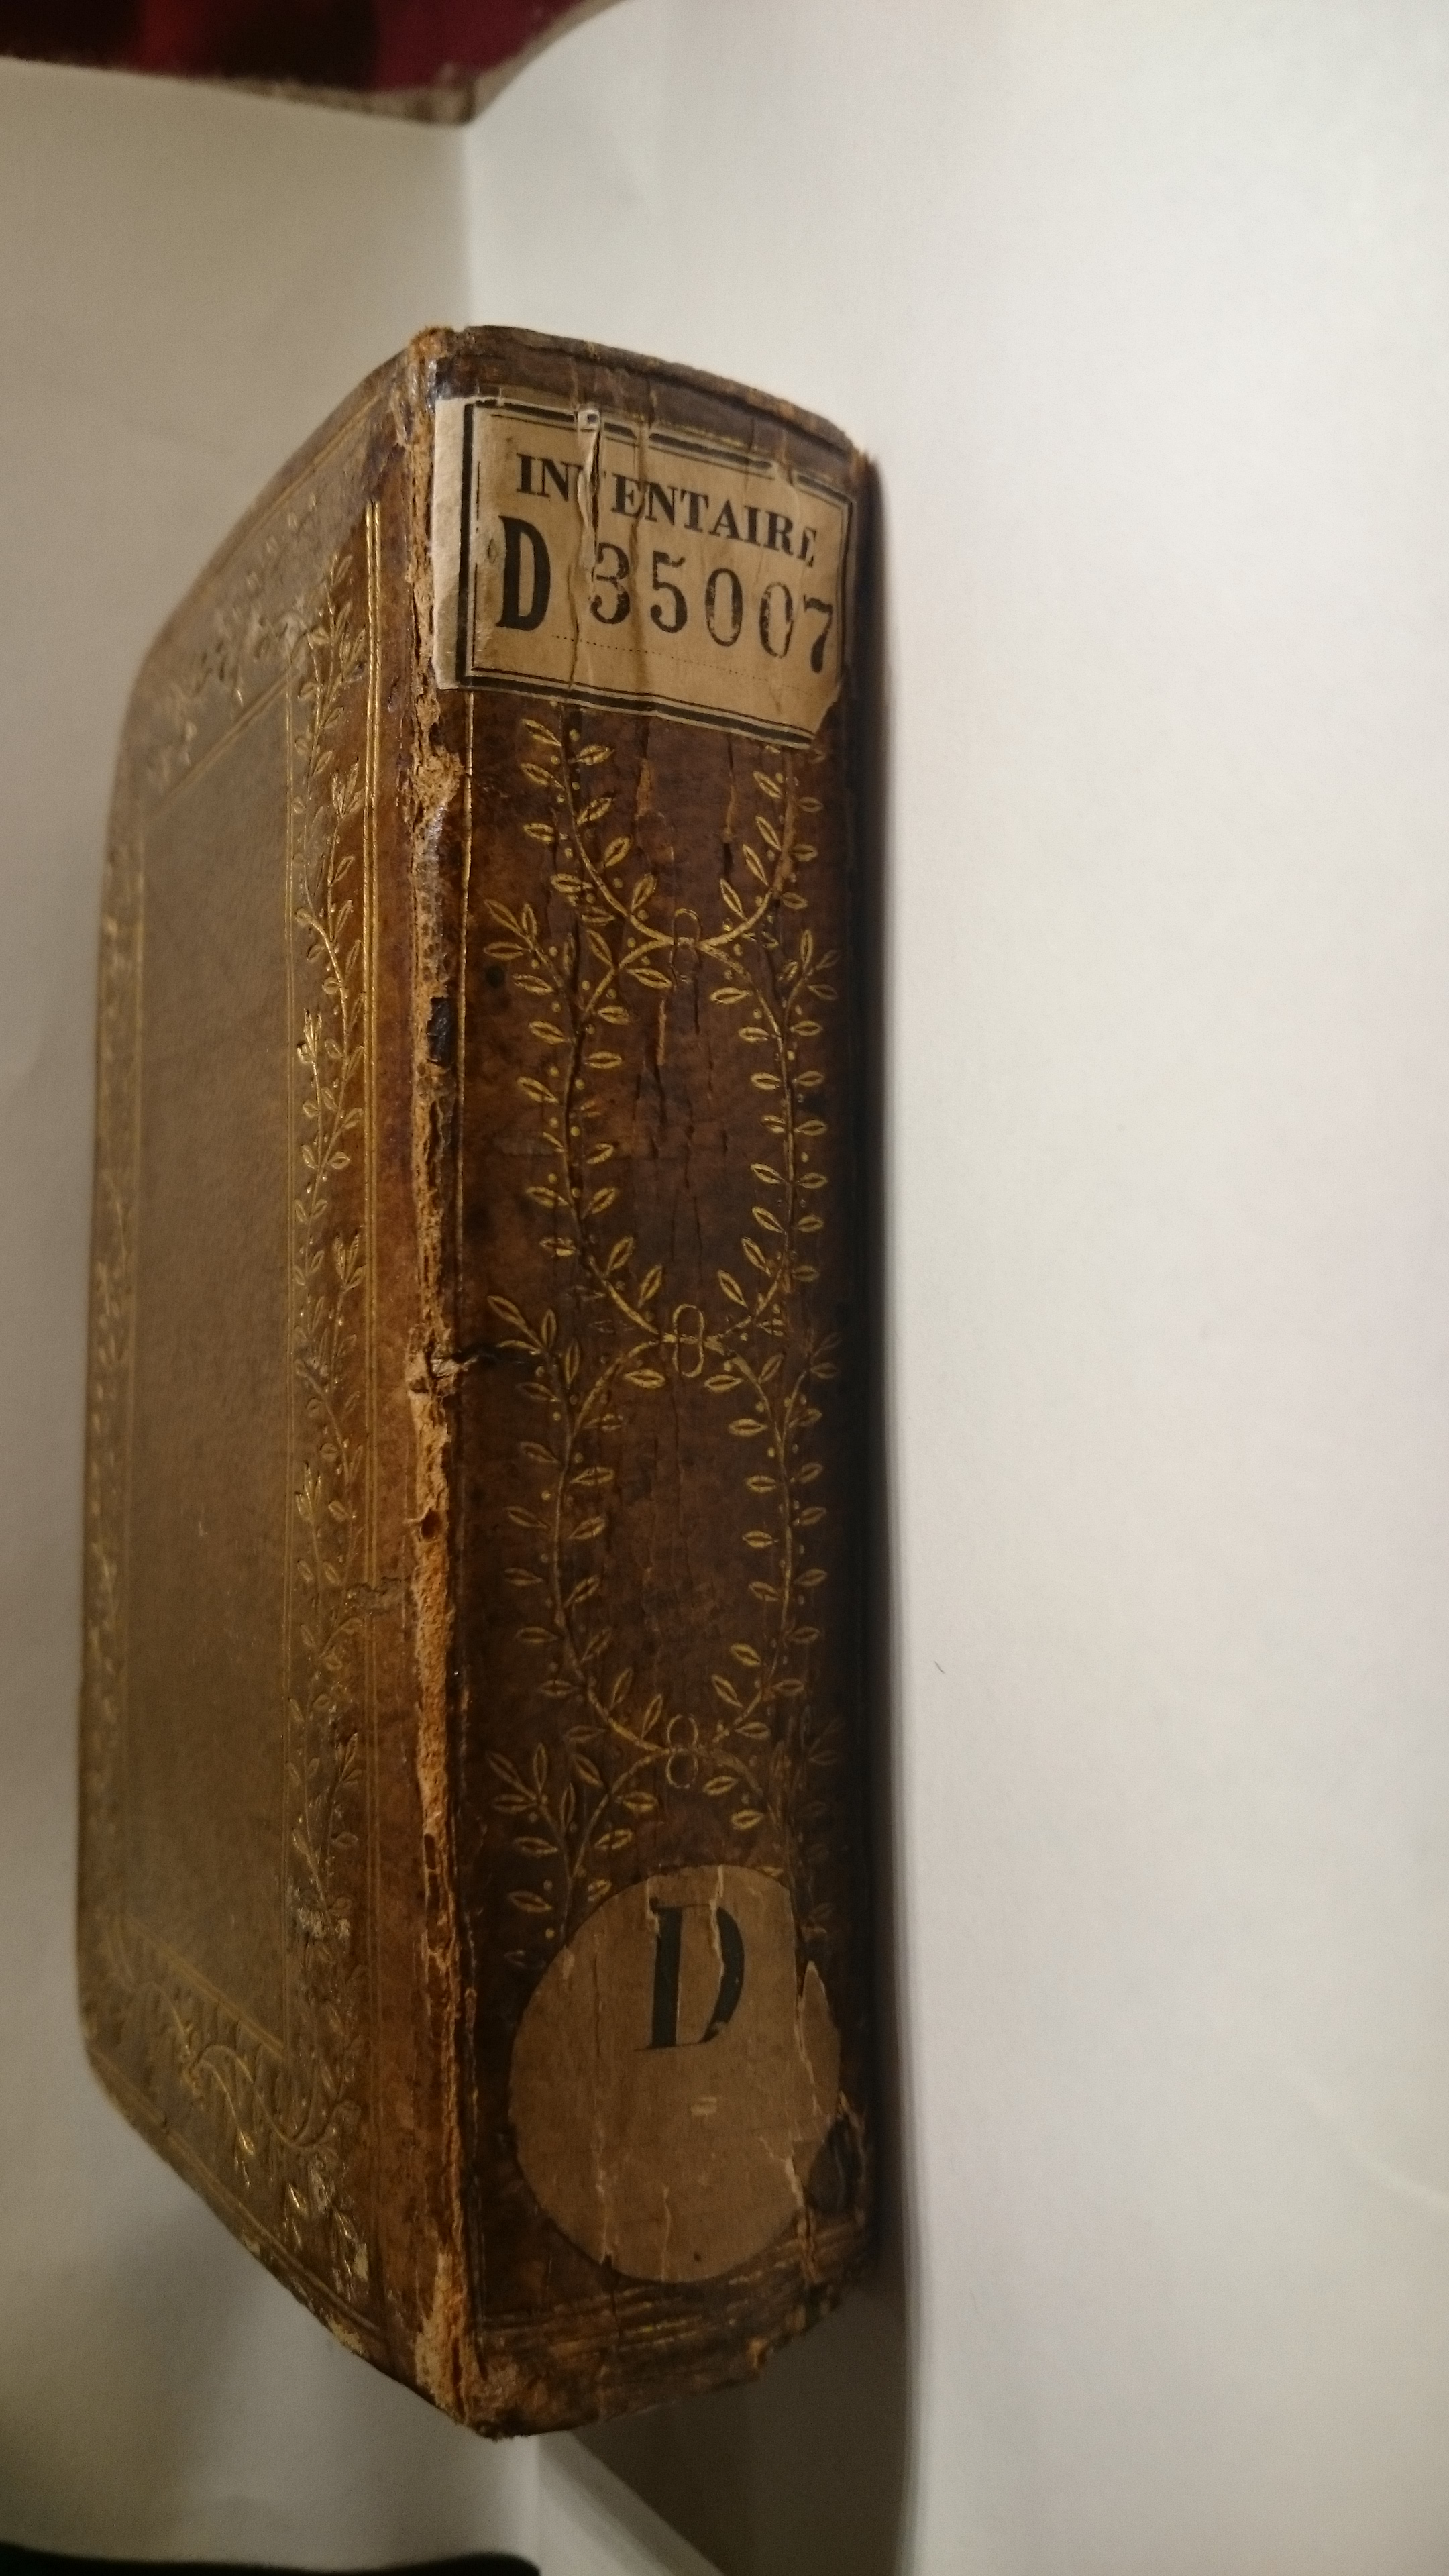 INVENTAIRE
D 35007
D